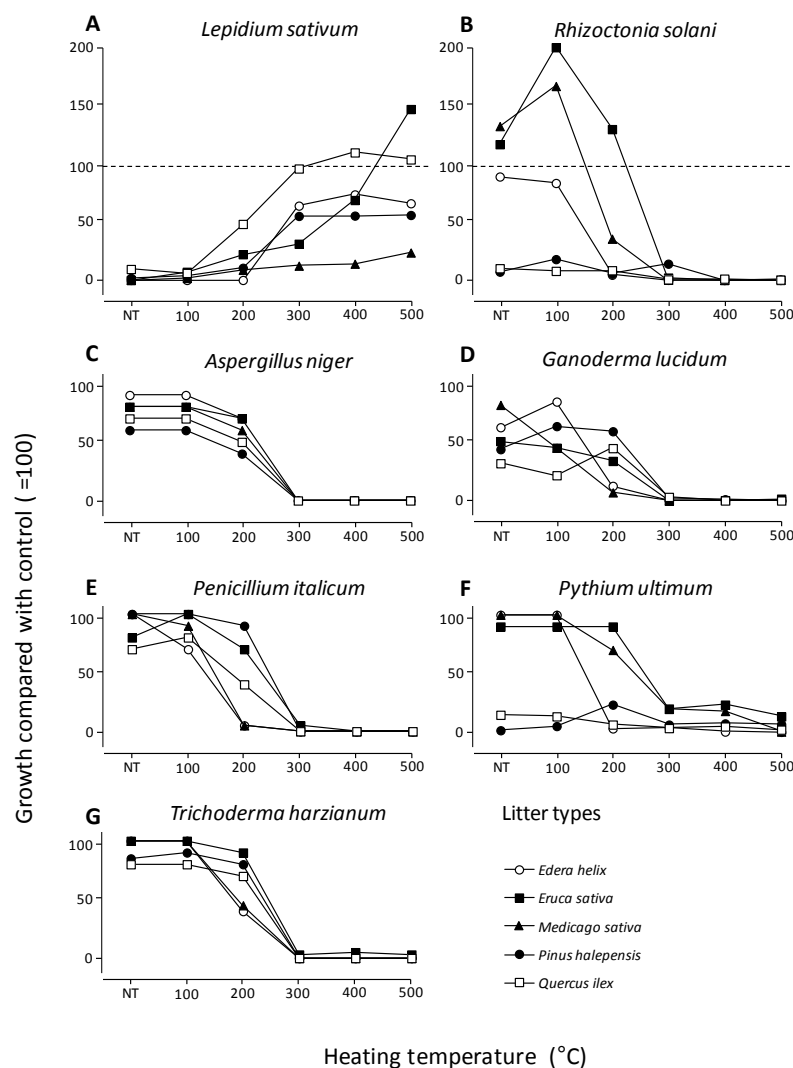 A Lepidium sativum
200
150
100
50
0
NT 100 200 300 400 500
B Rhizoctonia solani
200
150
100
50
0
NT 100 200 300 400 500
C Aspergillus niger
100
50
0
NT 100 200 300 400 500
D Ganoderma lucidum
100
50
0
NT 100 200 300 400 500
E Penicillium italicum
100
50
0
NT 100 200 300 400 500
F Pythium ultimum
100
50
0
NT 100 200 300 400 500
G Trichoderma harzianum
100
50
0
NT 100 200 300 400 500
Litter types
Edera helix
Eruca sativa
Medicago sativa
Pinus halepensis
Quercus ilex
Growth compared with control ( =100)
Heating temperature (°C)